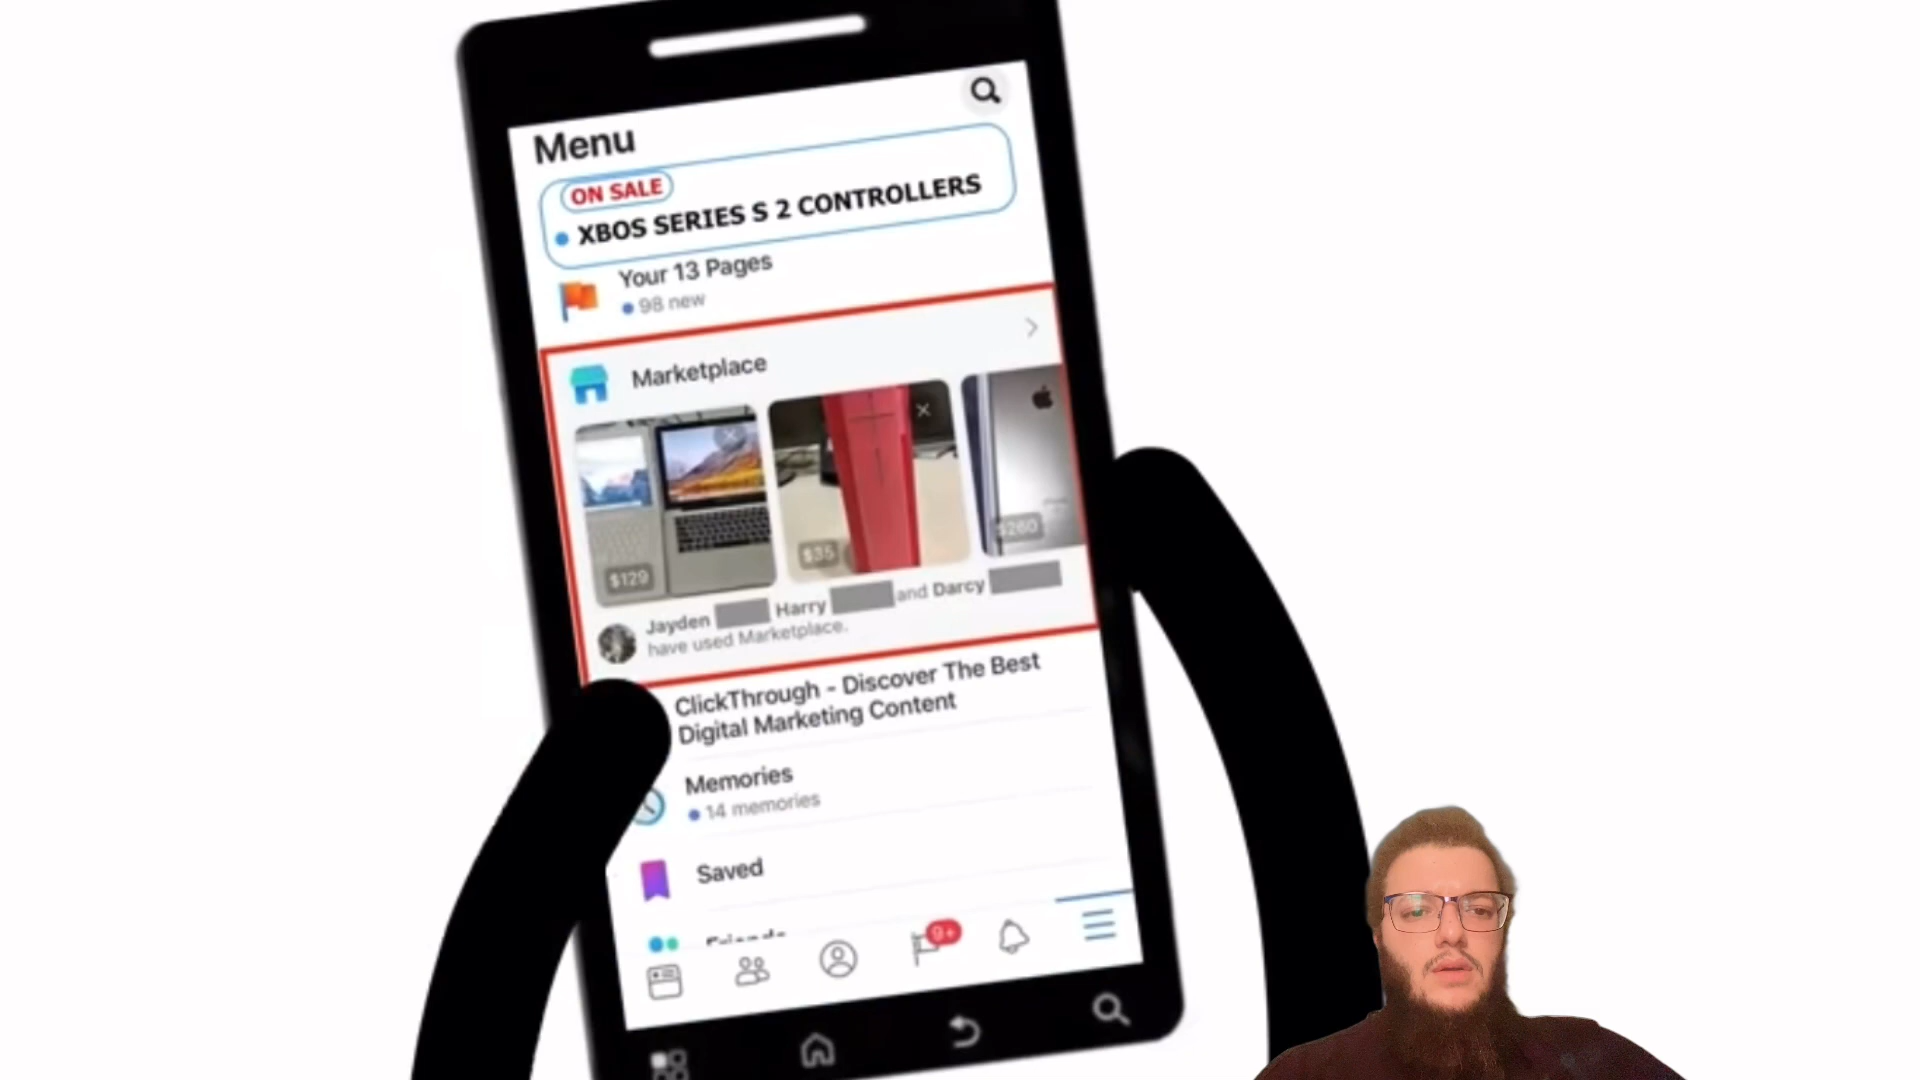 Menu
ON SALE
• XBOS SERIES S 2 CONTROLLERS
Your 13 Pages
• 98 new
Marketplace
$129
$35
$260
Jayden Harry and Darcy
have used Marketplace.
ClickThrough - Discover The Best
Digital Marketing Content
Memories
• 14 memories
Saved
Friends
9+